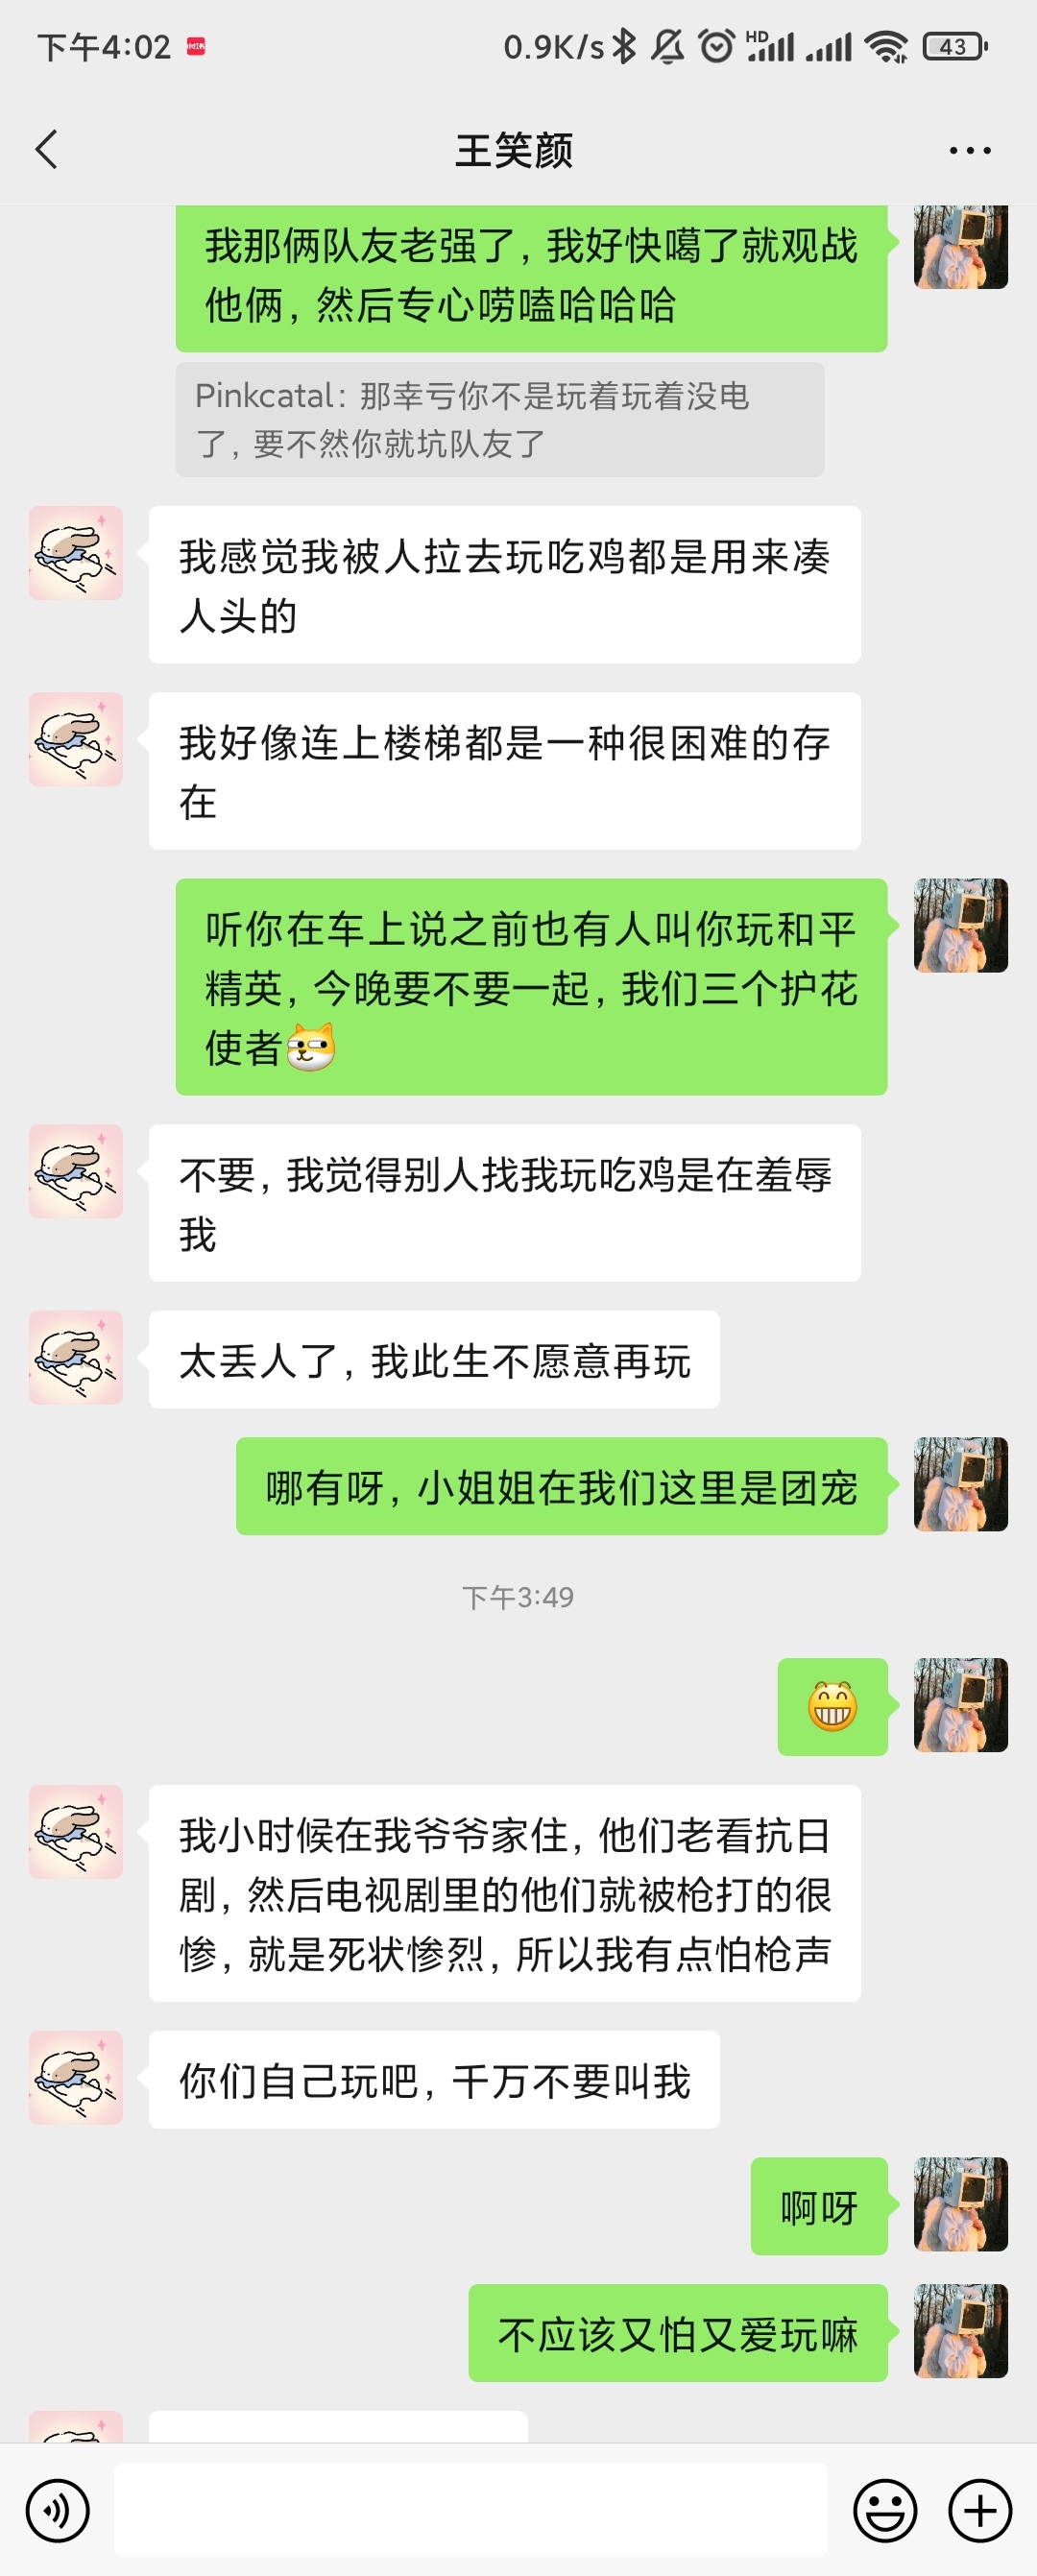 下午4:02
0.9K/s HD 43
王笑颜
我那俩队友老强了,我好快噶了就观战
他俩,然后专心唠嗑哈哈哈
Pinkcatal:那幸亏你不是玩着玩着没电
了,要不然你就坑队友了
我感觉我被人拉去玩吃鸡都是用来凑
人头的
我好像连上楼梯都是一种很困难的存
在
听你在车上说之前也有人叫你玩和平
精英,今晚要不要一起,我们三个护花
使者
不要,我觉得别人找我玩吃鸡是在羞辱
我
太丢人了,我此生不愿意再玩
哪有呀,小姐姐在我们这里是团宠
下午3:49
我小时候在我爷爷家住,他们老看抗日
剧,然后电视剧里的他们就被枪打的很
惨,就是死状惨烈,所以我有点怕枪声
你们自己玩吧,千万不要叫我
啊呀
不应该又怕又爱玩嘛